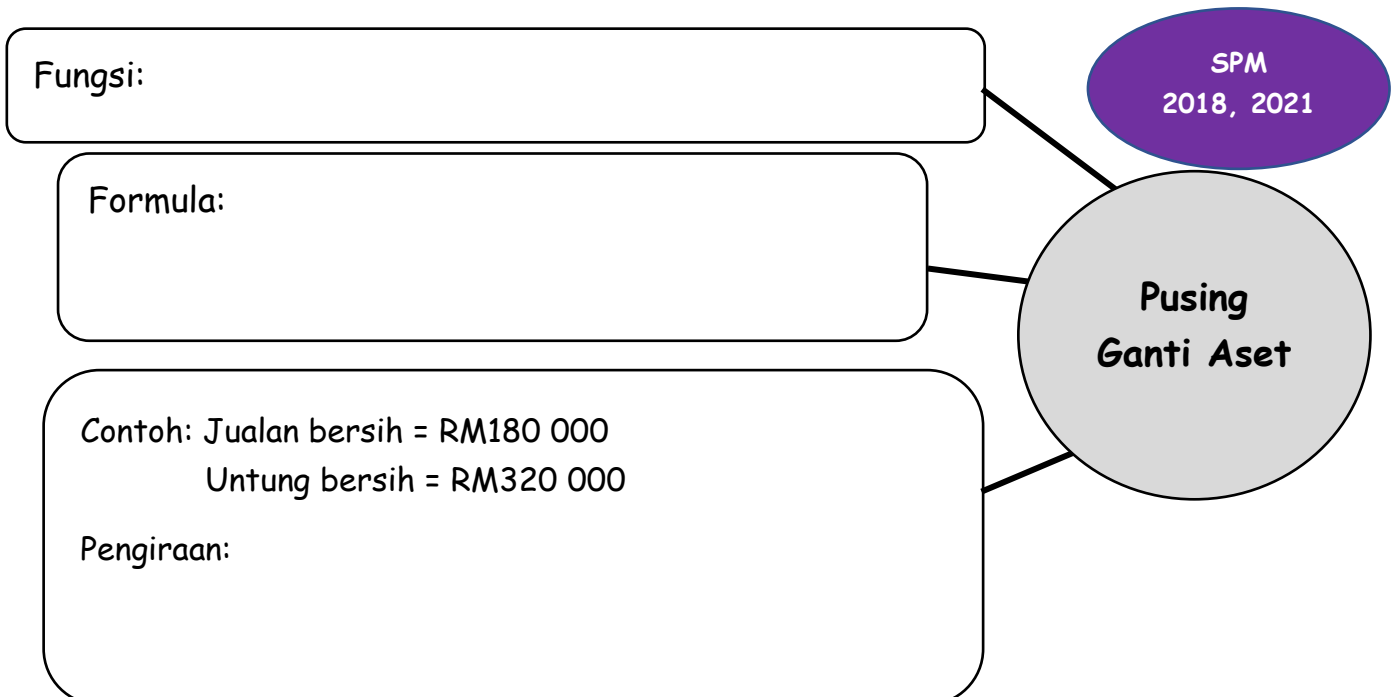 Fungsi:
SPM
2018, 2021
Formula:
Pusing
Ganti Aset
Contoh: Jualan bersih = RM180 000
Untung bersih = RM320 000
Pengiraan: